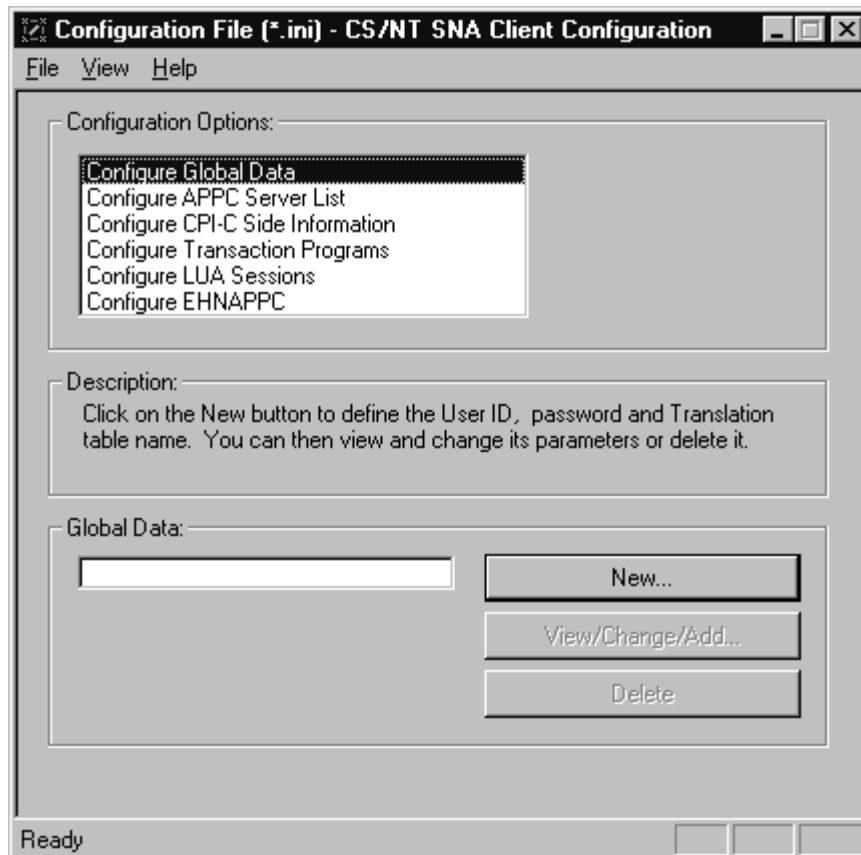 Configuration File (*.ini) - CS/NT SNA Client Configuration
File View Help
Configuration Options:
Configure Global Data
Configure APPC Server List
Configure CPI-C Side Information
Configure Transaction Programs
Configure LUA Sessions
Configure EHNAPPC
Description:
Click on the New button to define the User ID, password and Translation
table name. You can then view and change its parameters or delete it.
Global Data:
New...
View/Change/Add...
Delete
Ready